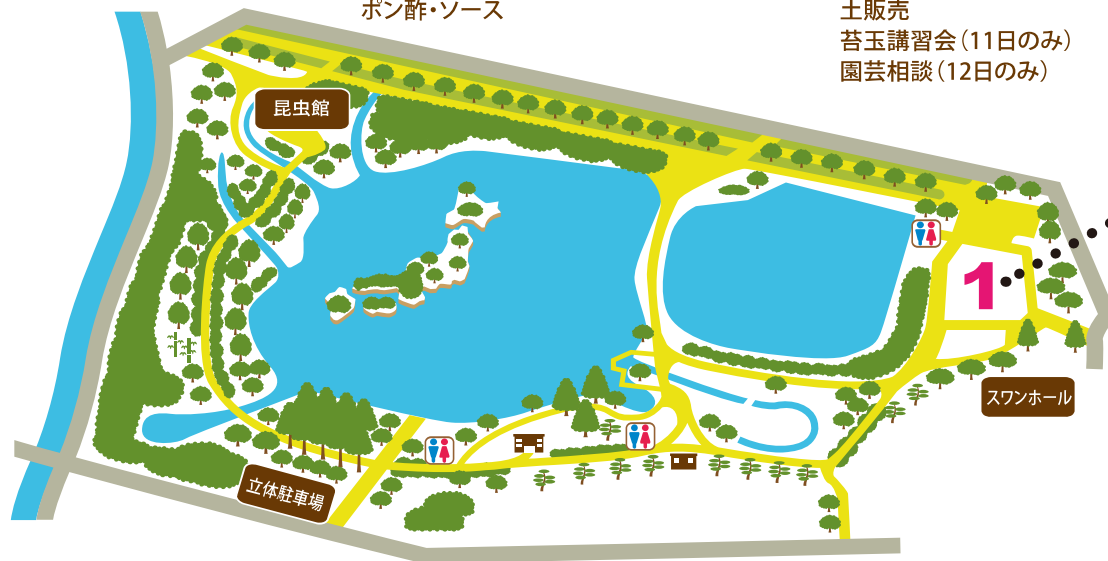 ポン酢・ソース
土販売
苔玉講習会（11日のみ）
園芸相談（12日のみ）
昆虫館
1
スワンホール
立体駐車場